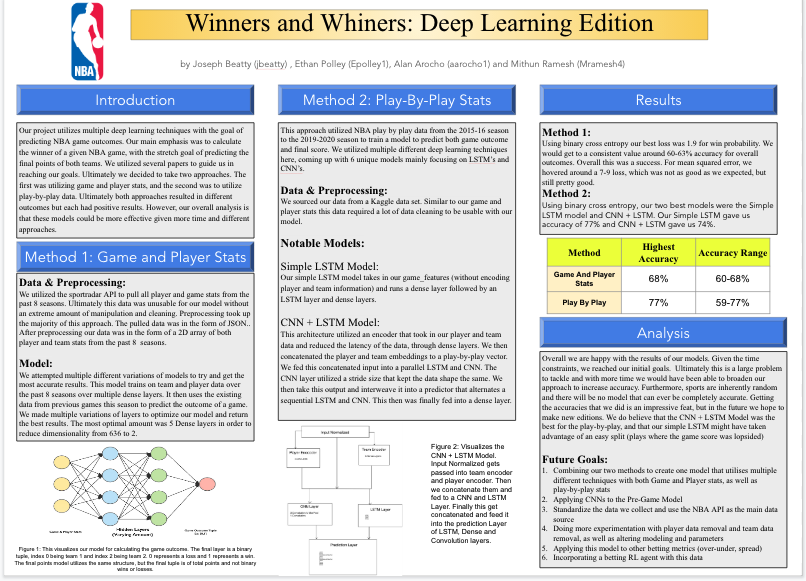 Winners and Whiners: Deep Learning Edition
NBA
by Joseph Beatty (jbeatty) , Ethan Polley (Epolley1), Alan Arocho (aarocho1) and Mithun Ramesh (Mramesh4)
Introduction
Our project utilizes multiple deep learning techniques with the goal of
predicting NBA game outcomes. Our main emphasis was to calculate
the winner of a given NBA game, with the stretch goal of predicting the
final points of both teams. We utilized several papers to guide us in
reaching our goals. Ultimately we decided to take two approaches. The
first was utilizing game and player stats, and the second was to utilize
play-by-play data. Ultimately both approaches resulted in different
outcomes but each had positive results. However, our overall analysis is
that these models could be more effective given more time and different
approaches.
Method 1: Game and Player Stats
Data & Preprocessing:
We utilized the sportradar API to pull all player and game stats from the
past 8 seasons. Ultimately this data was unusable for our model without
an extreme amount of manipulation and cleaning. Preprocessing took up
the majority of this approach. The pulled data was in the form of JSON..
After preprocessing our data was in the form of a 2D array of both
player and team stats from the past 8 seasons.
Model:
We attempted multiple different variations of models to try and get the
most accurate results. This model trains on team and player data over
the past 8 seasons over multiple dense layers. It then uses the existing
data from previous games this season to predict the outcome of a game.
We made multiple variations of layers to optimize our model and return
the best results. The most optimal amount was 5 Dense layers in order to
reduce dimensionality from 636 to 2.
Hidden Layers
(Varying Amount)
Figure 1: This visualizes our model for calculating the game outcome. The final layer is a binary
tuple, index 0 being team 1 and index 2 being team 2, 0 represents a loss and 1 represents a win.
The final points model utilizes the same structure, but the final tuple is of total points and not binary
wins or losses.
Method 2: Play-By-Play Stats
This approach utilized NBA play by play data from the 2015-16 season
to the 2019-2020 season to train a model to predict both game outcome
and final score. We utilized multiple different deep learning techniques
here, coming up with 6 unique models mainly focusing on LSTM's and
CNN's.
Data & Preprocessing:
We sourced our data from a Kaggle data set. Similar to our game and
player stats this data required a lot of data cleaning to be usable with our
model.
Notable Models:
Simple LSTM Model:
Our simple LSTM model takes in our game_features (without encoding
player and team information) and runs a dense layer followed by an
LSTM layer and dense layers.
CNN + LSTM Model:
This architecture utilized an encoder that took in our player and team
data and reduced the latency of the data, through dense layers. We then
concatenated the player and team embeddings to a play-by-play vector.
We fed this concatenated input into a parallel LSTM and CNN. The
CNN layer utilized a stride size that kept the data shape the same. We
then take this output and interweave it into a predictor that alternates a
sequential LSTM and CNN. This then was finally fed into a dense layer.
Input Normalized
Player Encoder
Team Encoder
CNN Layer
LSTM Layer
Prediction Layer
Figure 2: Visualizes the
CNN + LSTM Model.
Input Normalized gets
passed into team encoder
and player encoder. Then
we concatenate them and
fed to a CNN and LSTM
Layer. Finally this get
concatenated and feed it
into the prediction Layer
of LSTM, Dense and
Convolution layers.
Results
Method 1:
Using binary cross entropy our best loss was 1.9 for win probability. We
would get to a consistent value around 60-63% accuracy for overall
outcomes. Overall this was a success. For mean squared error, we
hovered around a 7-9 loss, which was not as good as we expected, but
still pretty good.
Method 2:
Using binary cross entropy, our two best models were the Simple
LSTM model and CNN + LSTM. Our Simple LSTM gave us
accuracy of 77% and CNN + LSTM gave us 74%.
Method Highest Accuracy Accuracy Range
Game And Player Stats 68% 60-68%
Play By Play 77% 59-77%
Analysis
Overall we are happy with the results of our models. Given the time
constraints, we reached our initial goals. Ultimately this is a large problem
to tackle and with more time we would have been able to broaden our
approach to increase accuracy. Furthermore, sports are inherently random
and there will be no model that can ever be completely accurate. Getting
the accuracies that we did is an impressive feat, but in the future we hope to
make new editions. We do believe that the CNN + LSTM Model was the
best for the play-by-play, and that our simple LSTM might have taken
advantage of an easy split (plays where the game score was lopsided)
Future Goals:
1. Combining our two methods to create one model that utilises multiple
different techniques with both Game and Player stats, as well as
play-by-play stats
2. Applying CNNs to the Pre-Game Model
3. Standardize the data we collect and use the NBA API as the main data
source
4. Doing more experimentation with player data removal and team data
removal, as well as altering modeling and parameters
5. Applying this model to other betting metrics (over-under, spread)
6. Incorporating a betting RL agent with this data